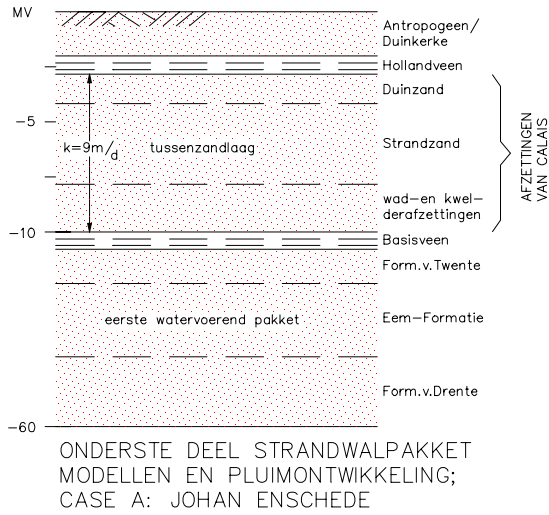 MV
Antropogeen/
Duinkerke
Hollandveen
Duinzand
-5
k=9m/d
tussenzandlaag
Strandzand
AFZETTINGEN
VAN CALAIS
wad-en kwel-
derafzettingen
-10
Basisveen
Form.v.Twente
eerste watervoerend pakket
Eem-Formatie
Form.v.Drente
-60
ONDERSTE DEEL STRANDWALPAKKET
MODELLEN EN PLUIMONTWIKKELING;
CASE A: JOHAN ENSCHEDE